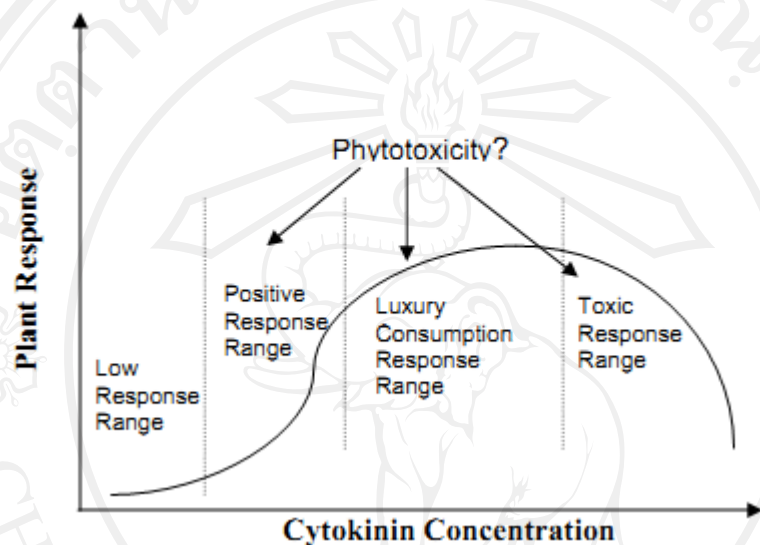 Phytotoxicity?
Positive
Response
Range
Luxury
Consumption
Response
Range
Toxic
Response
Range
Low
Response
Range
Plant Response
Cytokinin Concentration